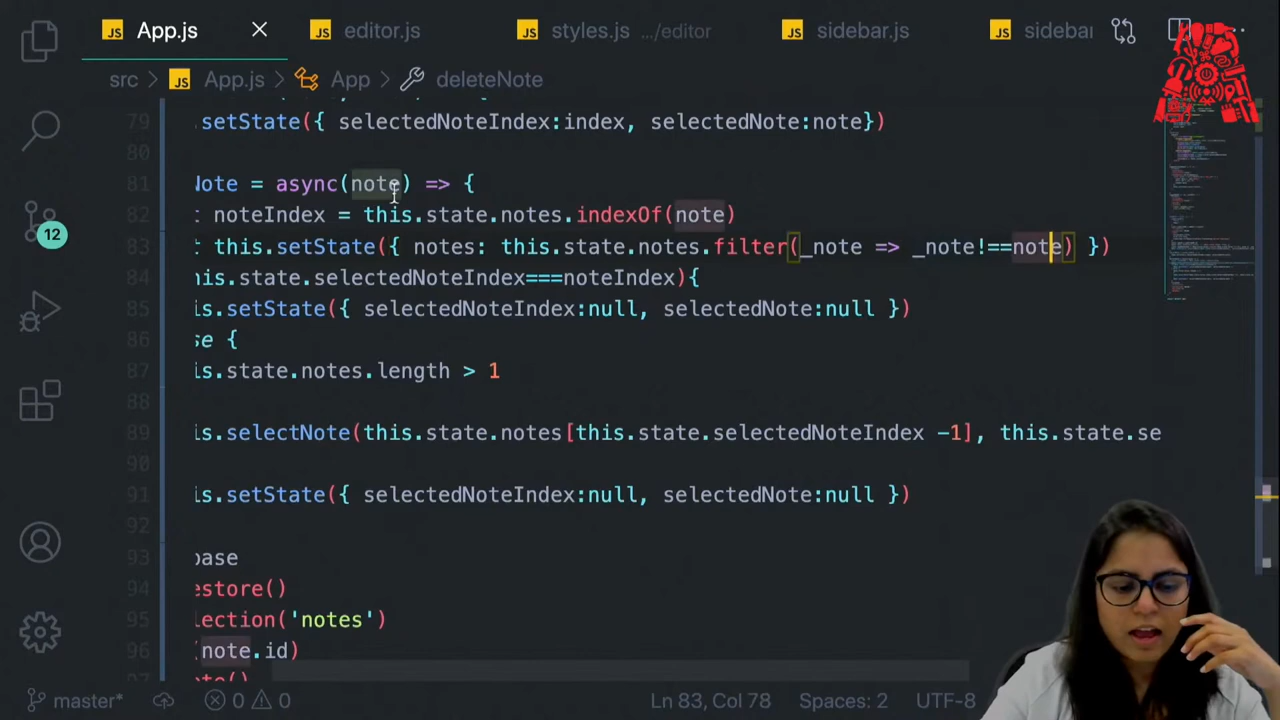 App.js
editor.js
styles.js .../editor
sidebar.js
sidebar
src > App.js > App > deleteNote
79 .setState({ selectedNoteIndex:index, selectedNote:note})
80
81 Note = async(note) => {
82 noteIndex = this.state.notes.indexOf(note)
83 t this.setState({ notes: this.state.notes.filter(_note => _note!==note) })
84 his.state.selectedNoteIndex===noteIndex){
85 is.setState({ selectedNoteIndex:null, selectedNote:null })
86 se {
87 is.state.notes.length > 1
88
89 is.selectNote(this.state.notes[this.state.selectedNoteIndex -1], this.state.se
90
91 is.setState({ selectedNoteIndex:null, selectedNote:null })
92
93 base
94 estore()
95 lection('notes')
96 (note.id)
12
master* 0 0 Ln 83, Col 78 Spaces: 2 UTF-8